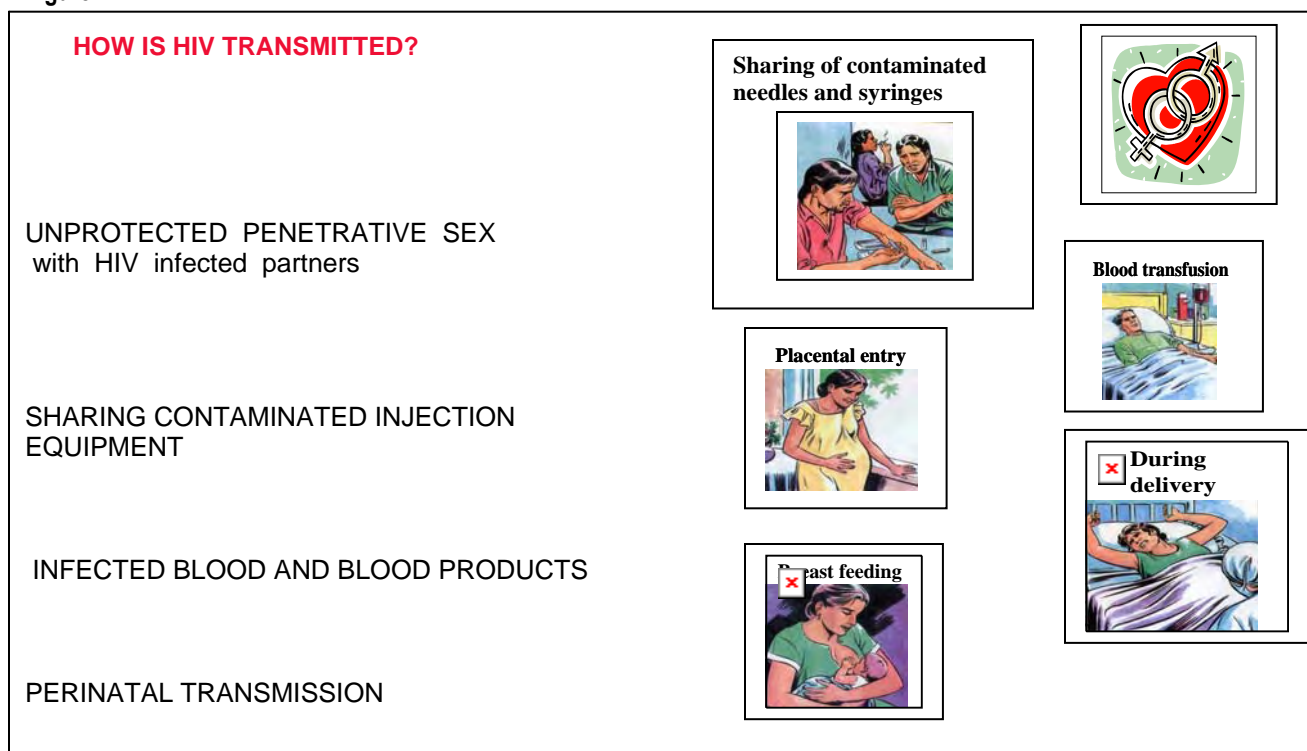 HOW IS HIV TRANSMITTED?
UNPROTECTED PENETRATIVE SEX
with HIV infected partners
SHARING CONTAMINATED INJECTION
EQUIPMENT
INFECTED BLOOD AND BLOOD PRODUCTS
PERINATAL TRANSMISSION
Sharing of contaminated
needles and syringes
Blood transfusion
Placental entry
During
delivery
feeding